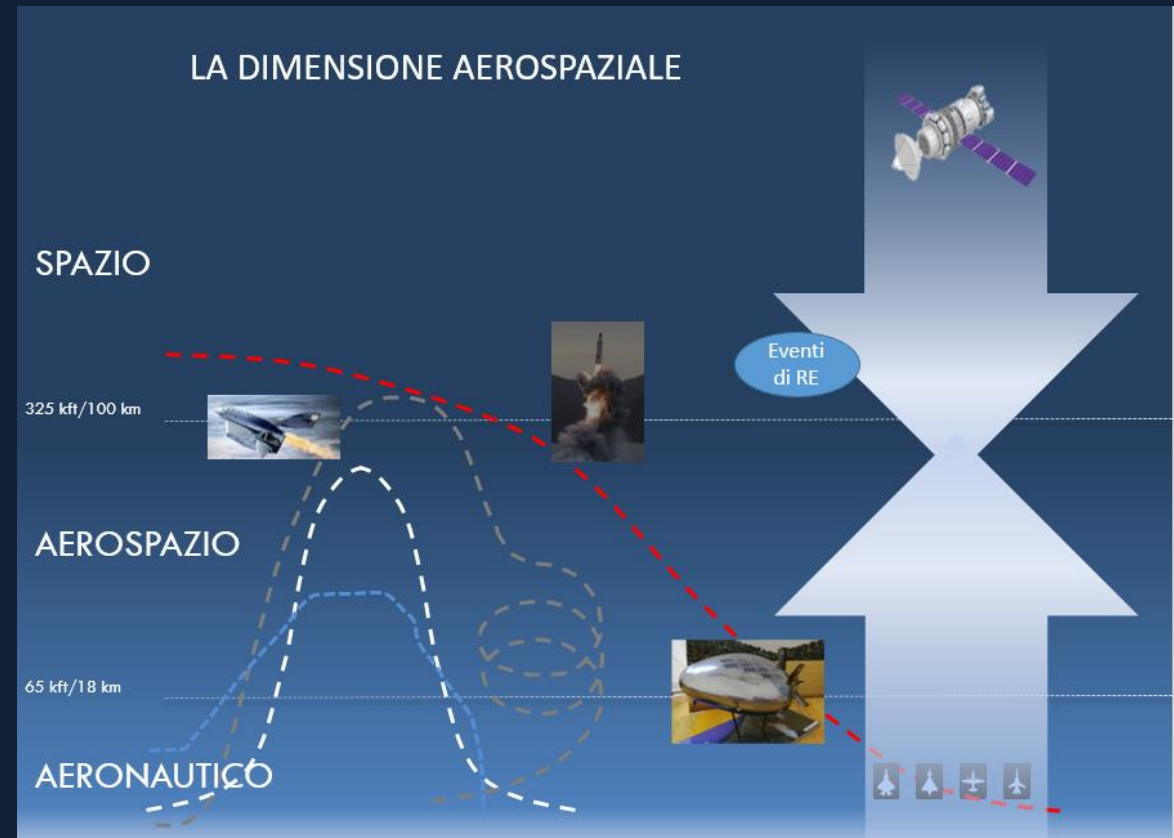 LA DIMENSIONE AEROSPAZIALE
SPAZIO
Eventi
di RE
325 kft/100 km
AEROSPAZIO
65 kft/18 km
AERONAUTICO